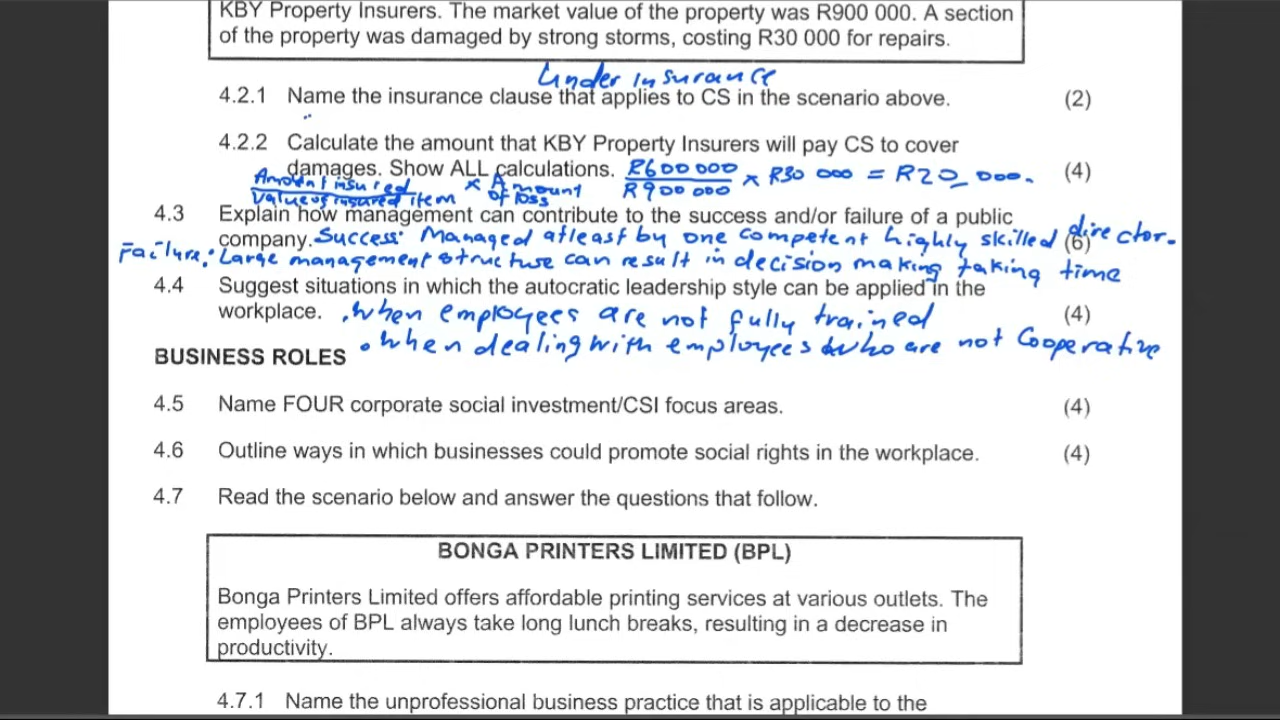 KBY Property Insurers. The market value of the property was R900 000. A section
of the property was damaged by strong storms, costing R30 000 for repairs.
Under insurance
4.2.1 Name the insurance clause that applies to CS in the scenario above. (2)
4.2.2 Calculate the amount that KBY Property Insurers will pay CS to cover
damages. Show ALL calculations. R600 000 / R900 000 × R30 000 = R20 000. (4)
Amount insured / Value of insured item × Amount of loss
4.3 Explain how management can contribute to the success and/or failure of a public
company. Success: Managed atleast by one competent highly skilled director. (6)
Failure: Large management structure can result in decision making taking time
4.4 Suggest situations in which the autocratic leadership style can be applied in the
workplace. .when employees are not fully trained (4)
.when dealing with employees who are not Cooperative
BUSINESS ROLES
4.5 Name FOUR corporate social investment/CSI focus areas. (4)
4.6 Outline ways in which businesses could promote social rights in the workplace. (4)
4.7 Read the scenario below and answer the questions that follow.
BONGA PRINTERS LIMITED (BPL)
Bonga Printers Limited offers affordable printing services at various outlets. The
employees of BPL always take long lunch breaks, resulting in a decrease in
productivity.
4.7.1 Name the unprofessional business practice that is applicable to the